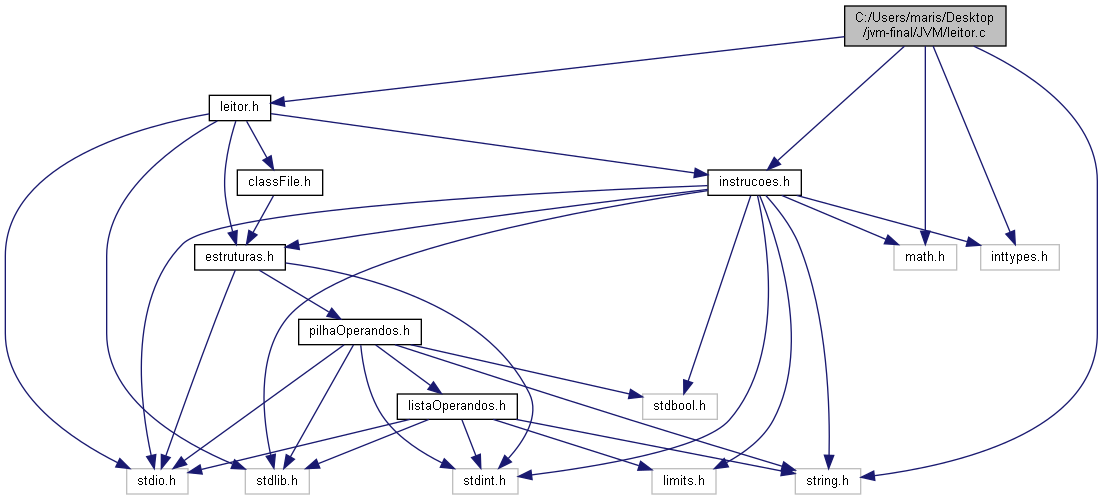 C:/Users/maris/Desktop
/jvm-final/JVM/leitor.c
leitor.h
classFile.h
instrucoes.h
estruturas.h
math.h
inttypes.h
pilhaOperandos.h
listaOperandos.h
stdbool.h
stdio.h
stdlib.h
stdint.h
limits.h
string.h